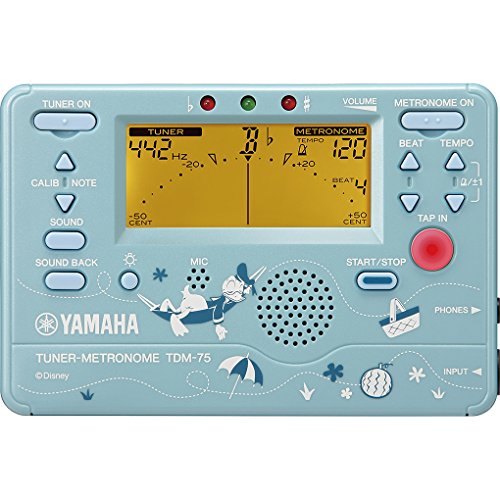 ♭ ♯
TUNER ON
VOLUME
METRONOME ON
TUNER
B♭
METRONOME
442 Hz
TEMPO
120
-20
+20
BEAT 4
-50
CENT
+50
CENT
BEAT
TEMPO
CALIB
NOTE
/±1
TAP IN
SOUND
SOUND BACK
MIC
START/STOP
YAMAHA
PHONES
TUNER-METRONOME TDM-75
INPUT
©Disney